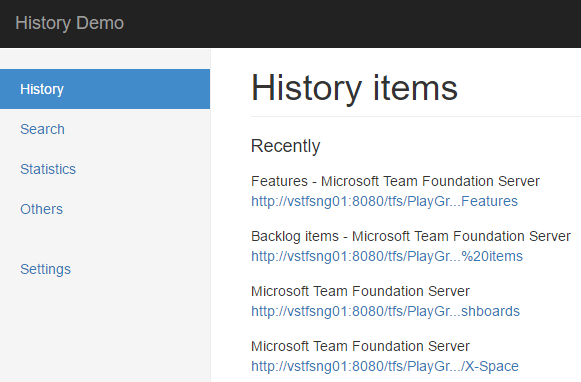 History Demo
History
Search
Statistics
Others
Settings
History items
Recently
Features - Microsoft Team Foundation Server
http://vstfsng01:8080/tfs/PlayGr...Features
Backlog items - Microsoft Team Foundation Server
http://vstfsng01:8080/tfs/PlayGr...%20items
Microsoft Team Foundation Server
http://vstfsng01:8080/tfs/PlayGr...shboards
Microsoft Team Foundation Server
http://vstfsng01:8080/tfs/PlayGr.../X-Space